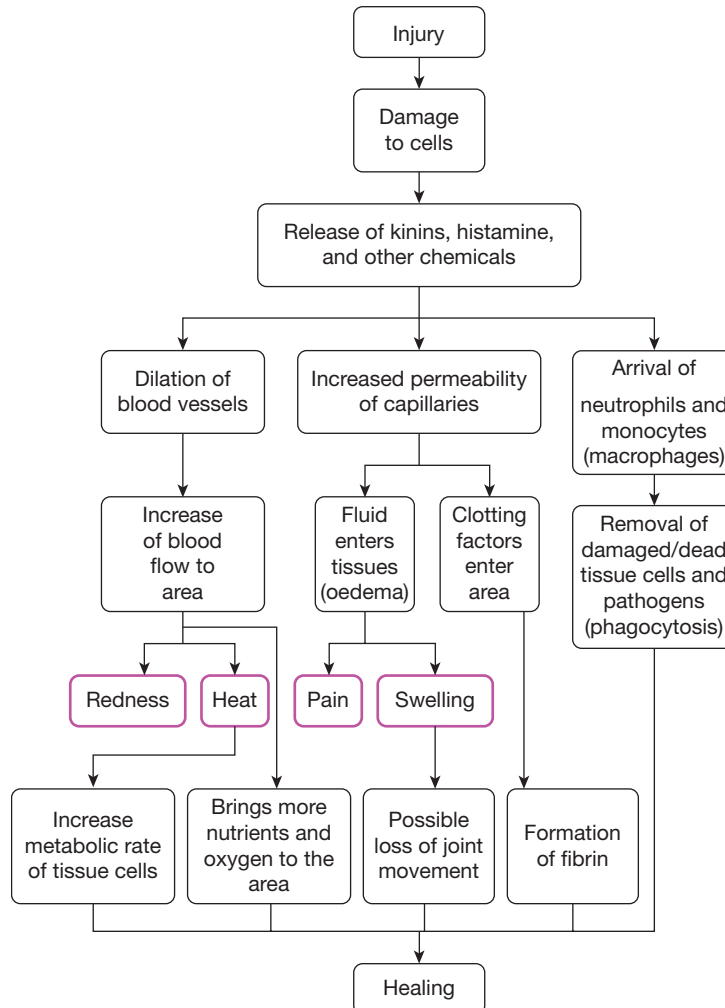 Injury
Damage
to cells
Release of kinins, histamine,
and other chemicals
Dilation of
blood vessels
Increased permeability
of capillaries
Arrival of
neutrophils and
monocytes
(macrophages)
Increase
of blood
flow to
area
Fluid
enters
tissues
(oedema)
Clotting
factors
enter
area
Removal of
damaged/dead
tissue cells and
pathogens
(phagocytosis)
Redness
Heat
Pain
Swelling
Increase
metabolic rate
of tissue cells
Brings more
nutrients and
oxygen to the
area
Possible
loss of joint
movement
Formation
of fibrin
Healing